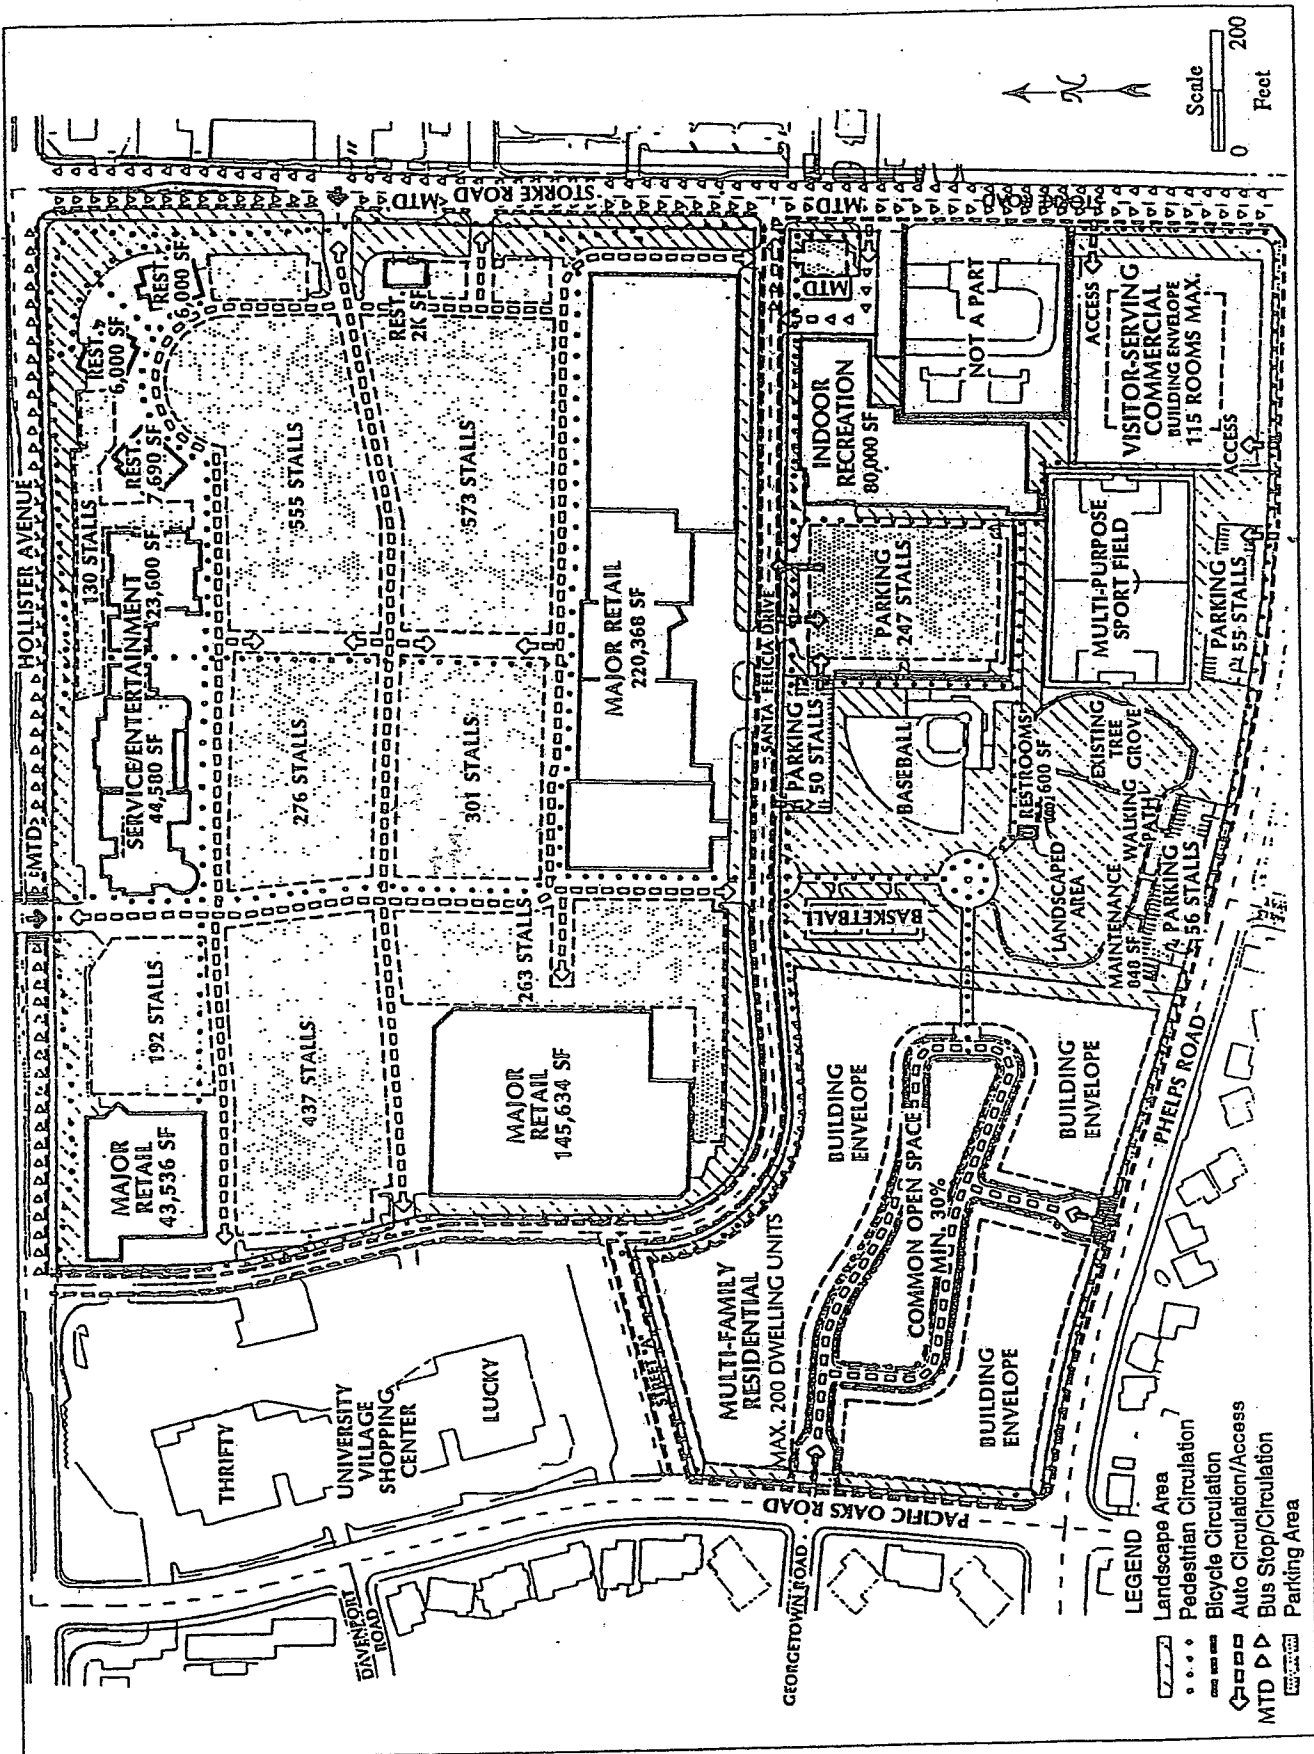 HOLLISTER AVENUE
MTD
MAJOR
RETAIL
43,536 SF
192 STALLS
SERVICE/ENTERTAINMENT
44,580 SF
23,600 SF
130 STALLS
REST.
7,690 SF
REST.
6,000 SF
REST.
6,000 SF
437 STALLS
276 STALLS
555 STALLS
MTD
STORKE ROAD
REST.
2K SF
263 STALLS
301 STALLS
573 STALLS
MAJOR
RETAIL
145,634 SF
MAJOR RETAIL
220,368 SF
THRIFTY
UNIVERSITY
VILLAGE
SHOPPING
CENTER
LUCKY
DAVENPORT
ROAD
STREET "A"
SANTA FELICIA DRIVE
MULTI-FAMILY
RESIDENTIAL
MAX. 200 DWELLING UNITS
PACIFIC OAKS ROAD
GEORGETOWN ROAD
BUILDING
ENVELOPE
COMMON OPEN SPACE
MIN. 30%
BUILDING
ENVELOPE
BUILDING
ENVELOPE
PARKING
50 STALLS
BASKETBALL
BASEBALL
PARKING
247 STALLS
INDOOR
RECREATION
80,000 SF
MTD
MTD
NOT A PART
STORKE ROAD
RESTROOMS
600 SF
LANDSCAPED
AREA
EXISTING
TREE
GROVE
WALKING
PATH
MAINTENANCE
848 SF
PARKING
56 STALLS
MULTI-PURPOSE
SPORT FIELD
PARKING
55 STALLS
ACCESS
VISITOR-SERVING
COMMERCIAL
BUILDING ENVELOPE
115 ROOMS MAX.
ACCESS
PHELPS ROAD
LEGEND
Landscape Area
Pedestrian Circulation
Bicycle Circulation
Auto Circulation/Access
MTD Bus Stop/Circulation
Parking Area
N
Scale
0 200
Feet